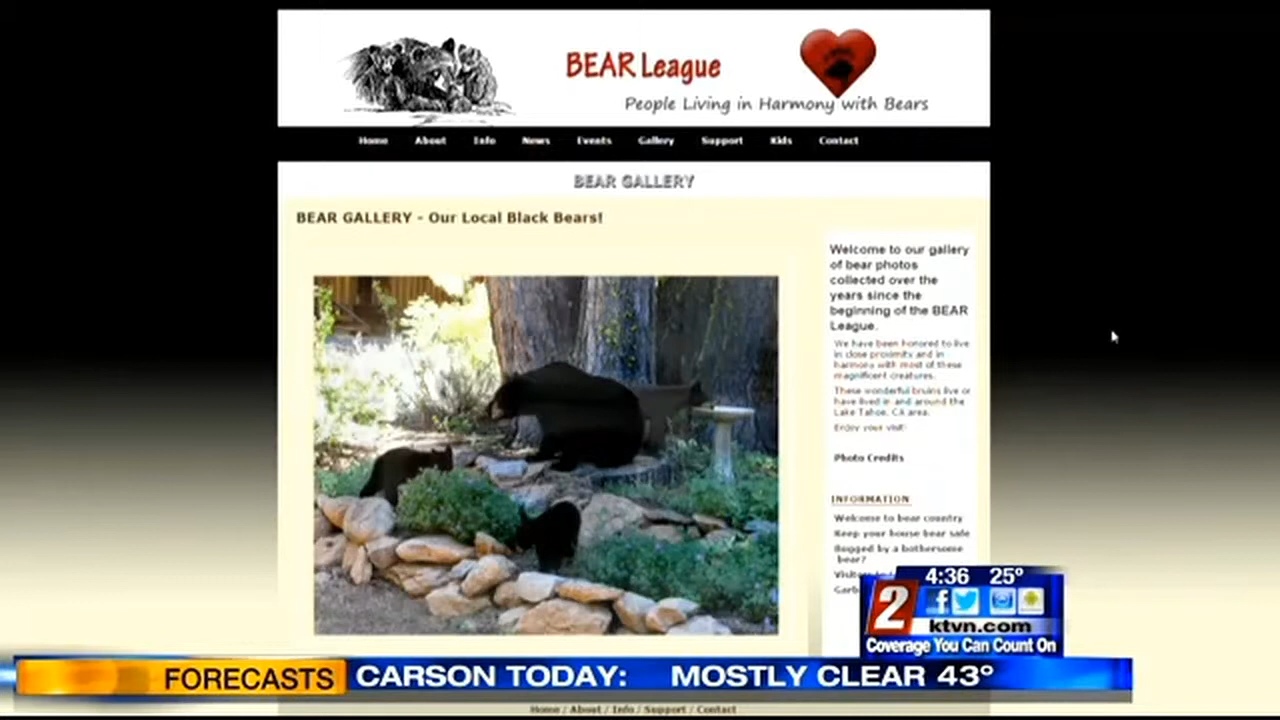 BEAR League
People Living in Harmony with Bears
Home About Info News Events Gallery Support Kids Contact
BEAR GALLERY
BEAR GALLERY - Our Local Black Bears!
Welcome to our gallery
of bear photos
collected over the
years since the
beginning of the BEAR
League.
We have been honored to live
in close proximity and in
harmony with most of these
magnificent creatures.
These wonderful bruins live or
have lived in and around the
Lake Tahoe, CA area.
Enjoy your visit!
Photo Credits
INFORMATION
Welcome to bear country
Keep your house bear safe
Bugged by a bothersome
bear?
4:36 25°
2
ktvn.com
Coverage You Can Count On
FORECASTS CARSON TODAY: MOSTLY CLEAR 43°
Home / About / Info / Support / Contact